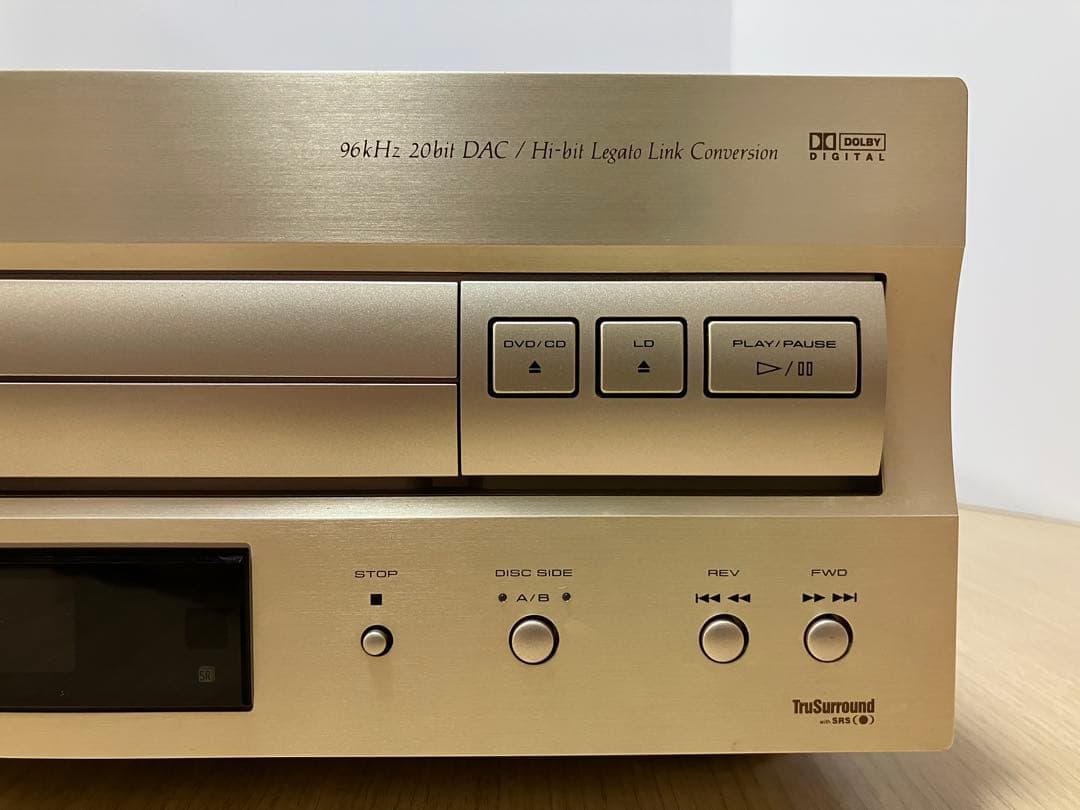 96kHz 20bit DAC / Hi-bit Legato Link Conversion
DOLBY
DIGITAL
DVD/CD
LD
PLAY/PAUSE
STOP
DISC SIDE
A/B
REV
FWD
TruSurround
with SRS